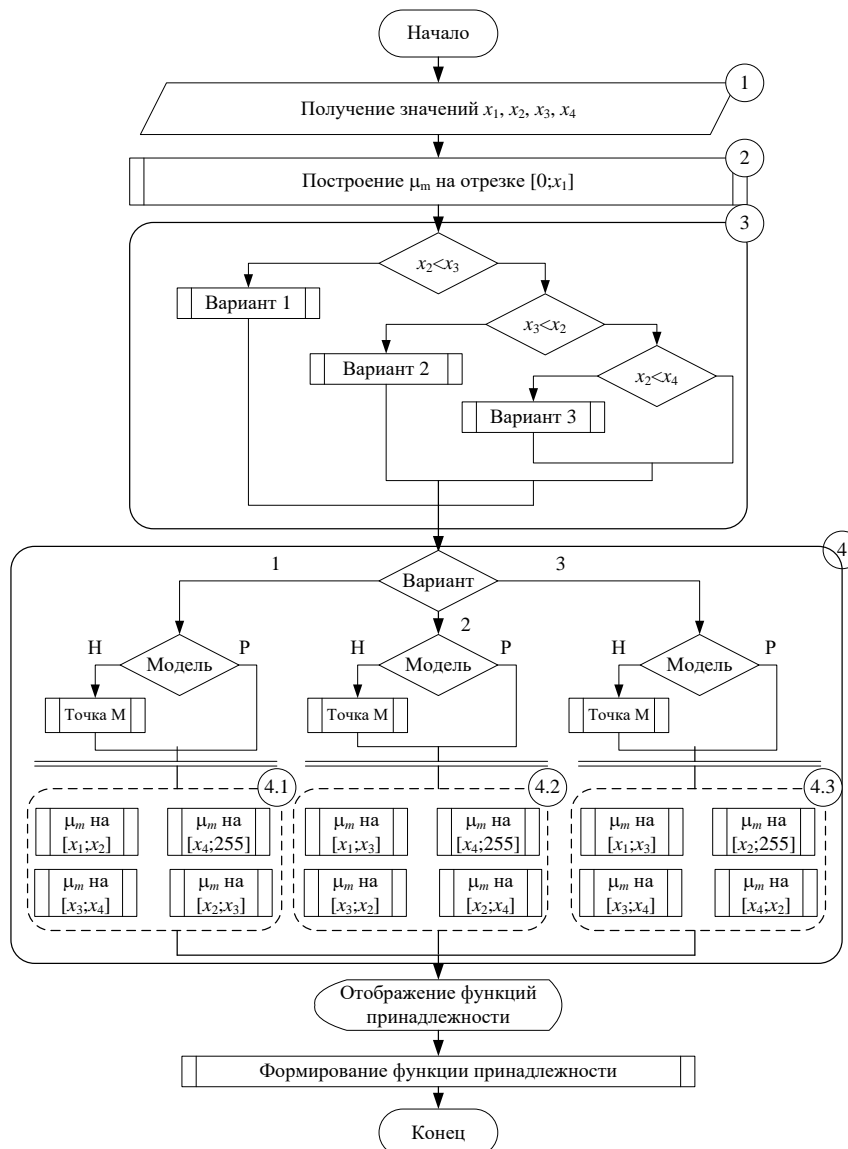 Начало
1
Получение значений x₁, x₂, x₃, x₄
2
Построение μₘ на отрезке [0;x₁]
3
x₂<x₃
Вариант 1
x₃<x₂
Вариант 2
x₂<x₄
Вариант 3
4
1
Вариант
3
2
Н
Модель
Р
Н
Модель
Р
Н
Модель
Р
Точка М
Точка М
Точка М
4.1
4.2
4.3
μₘ на
[x₁;x₂]
μₘ на
[x₄;255]
μₘ на
[x₁;x₃]
μₘ на
[x₄;255]
μₘ на
[x₁;x₃]
μₘ на
[x₂;255]
μₘ на
[x₃;x₄]
μₘ на
[x₂;x₃]
μₘ на
[x₃;x₂]
μₘ на
[x₂;x₄]
μₘ на
[x₃;x₄]
μₘ на
[x₄;x₂]
Отображение функций
принадлежности
Формирование функции принадлежности
Конец